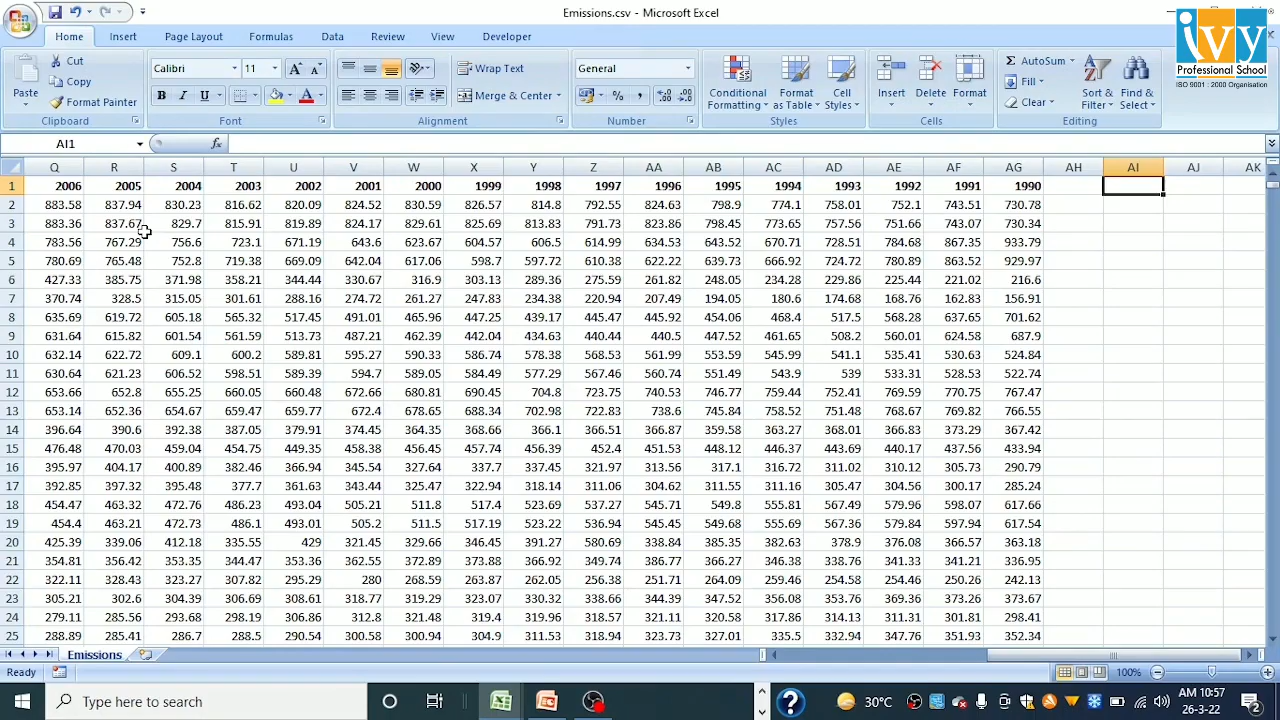 Emissions.csv - Microsoft Excel
ivy
Professional School
ISO 9001 : 2000 Organisation
Home Insert Page Layout Formulas Data Review View Developer
Paste Cut Copy Format Painter Clipboard
Calibri 11 B I U A Font
Wrap Text Merge & Center Alignment
General % , Number
Conditional Formatting Format as Table Cell Styles Styles
Insert Delete Format Cells
Σ AutoSum Fill Clear Sort & Filter Find & Select Editing
AI1 fx
Q R S T U V W X Y Z AA AB AC AD AE AF AG AH AI AJ AK
1 2006 2005 2004 2003 2002 2001 2000 1999 1998 1997 1996 1995 1994 1993 1992 1991 1990
2 883.58 837.94 830.23 816.62 820.09 824.52 830.59 826.57 814.8 792.55 824.63 798.9 774.1 758.01 752.1 743.51 730.78
3 883.36 837.67 829.7 815.91 819.89 824.17 829.61 825.69 813.83 791.73 823.86 798.45 773.65 757.56 751.66 743.07 730.34
4 783.56 767.29 756.6 723.1 671.19 643.6 623.67 604.57 606.5 614.99 634.53 643.52 670.71 728.51 784.68 867.35 933.79
5 780.69 765.48 752.8 719.38 669.09 642.04 617.06 598.7 597.72 610.38 622.22 639.73 666.92 724.72 780.89 863.52 929.97
6 427.33 385.75 371.98 358.21 344.44 330.67 316.9 303.13 289.36 275.59 261.82 248.05 234.28 229.86 225.44 221.02 216.6
7 370.74 328.5 315.05 301.61 288.16 274.72 261.27 247.83 234.38 220.94 207.49 194.05 180.6 174.68 168.76 162.83 156.91
8 635.69 619.72 605.18 565.32 517.45 491.01 465.96 447.25 439.17 445.47 445.92 454.06 468.4 517.5 568.28 637.65 701.62
9 631.64 615.82 601.54 561.59 513.73 487.21 462.39 442.04 434.63 440.44 440.5 447.52 461.65 508.2 560.01 624.58 687.9
10 632.14 622.72 609.1 600.2 589.81 595.27 590.33 586.74 578.38 568.53 561.99 553.59 545.99 541.1 535.41 530.63 524.84
11 630.64 621.23 606.52 598.51 589.39 594.7 589.05 584.49 577.29 567.46 560.74 551.49 543.9 539 533.31 528.53 522.74
12 653.66 652.8 655.25 660.05 660.48 672.66 680.81 690.45 704.8 723.75 740.53 746.77 759.44 752.41 769.59 770.75 767.47
13 653.14 652.36 654.67 659.47 659.77 672.4 678.65 688.34 702.98 722.83 738.6 745.84 758.52 751.48 768.67 769.82 766.55
14 396.64 390.6 392.38 387.05 379.91 374.45 364.35 368.66 366.1 366.51 366.87 359.58 363.27 368.01 366.83 373.29 367.42
15 476.48 470.03 459.04 454.75 449.35 458.38 456.45 457.74 456.39 452.4 451.53 448.12 446.37 443.69 440.17 437.56 433.94
16 395.97 404.17 400.89 382.46 366.94 345.54 327.64 337.7 337.45 321.97 313.56 317.1 316.72 311.02 310.12 305.73 290.79
17 392.85 397.32 395.48 377.7 361.63 343.44 325.47 322.94 318.14 311.06 304.62 311.55 311.16 305.47 304.56 300.17 285.24
18 454.47 463.32 472.76 486.23 493.04 505.21 511.8 517.4 523.69 537.27 545.71 549.8 555.81 567.49 579.96 598.07 617.66
19 454.4 463.21 472.73 486.1 493.01 505.2 511.5 517.19 523.22 536.94 545.45 549.68 555.69 567.36 579.84 597.94 617.54
20 425.39 339.06 412.18 335.55 429 321.45 329.66 346.45 391.27 580.69 338.84 385.35 382.63 378.9 376.08 366.57 363.18
21 354.81 356.42 353.35 344.47 353.36 362.55 372.89 373.88 366.92 349.74 386.77 366.27 346.38 338.76 341.33 341.21 336.95
22 322.11 328.43 323.27 307.82 295.29 280 268.59 263.87 262.05 256.38 251.71 264.09 259.46 254.58 254.46 250.26 242.13
23 305.21 302.6 304.39 306.69 308.61 318.77 319.29 323.07 330.32 338.66 344.39 347.52 356.08 353.76 369.36 373.26 373.67
24 279.11 285.56 293.68 298.19 306.86 312.8 321.48 319.4 319.96 318.58 321.11 320.95 317.86 314.13 311.31 301.81 298.41
25 288.89 285.41 286.7 288.5 290.54 300.58 300.94 304.9 311.53 318.94 323.73 327.01 335.5 332.94 347.76 351.93 352.34
Emissions
Ready 100%
Type here to search 30°C AM 10:57
26-3-22 2